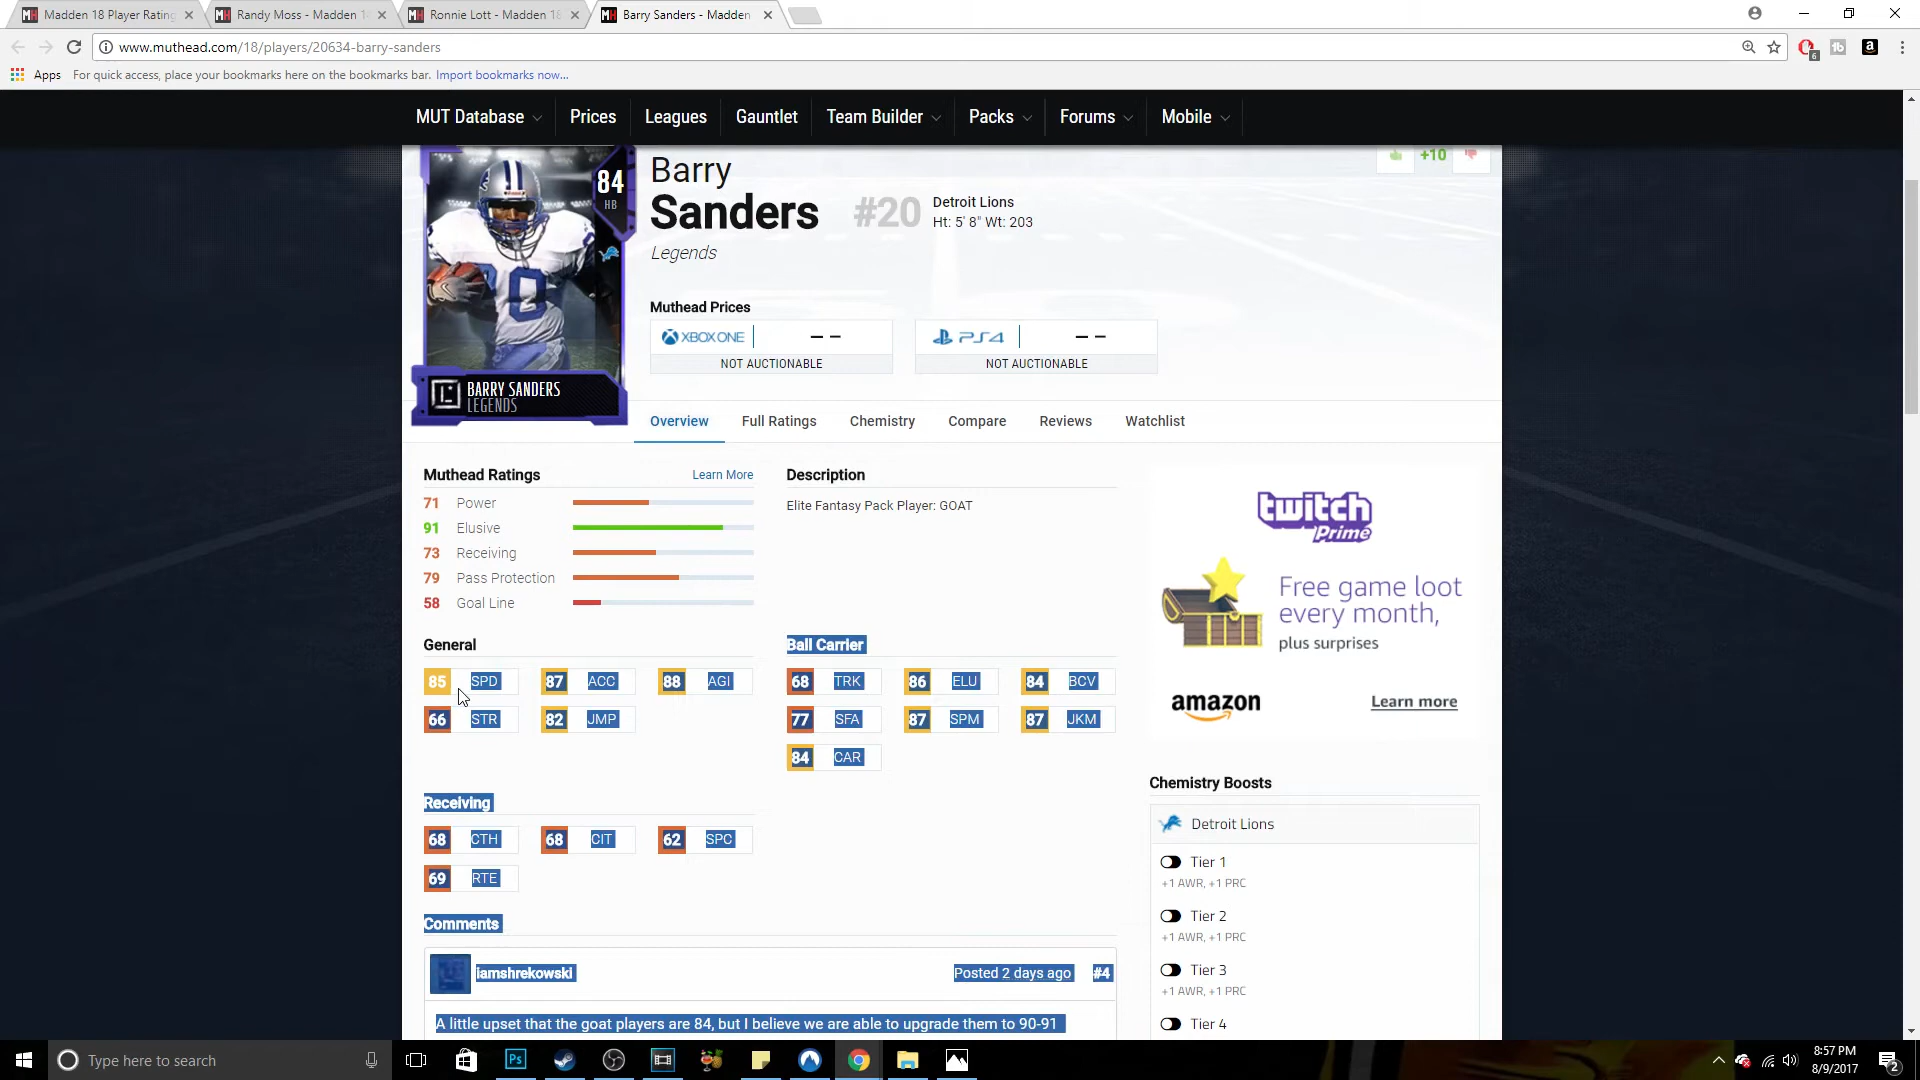 Madden 18 Player Rating
Randy Moss - Madden 1
Ronnie Lott - Madden 18
Barry Sanders - Madden
www.muthead.com/18/players/20634-barry-sanders
6
Apps For quick access, place your bookmarks here on the bookmarks bar. Import bookmarks now...
MUT Database Prices Leagues Gauntlet Team Builder Packs Forums Mobile
84
HB
BARRY SANDERS
LEGENDS
Barry
Sanders
#20
Detroit Lions
Ht: 5' 8" Wt: 203
Legends
+10
Muthead Prices
XBOX ONE – –
NOT AUCTIONABLE
PS4 – –
NOT AUCTIONABLE
Overview Full Ratings Chemistry Compare Reviews Watchlist
Muthead Ratings Learn More
71 Power
91 Elusive
73 Receiving
79 Pass Protection
58 Goal Line
Description
Elite Fantasy Pack Player: GOAT
General
85 SPD 87 ACC 88 AGI
66 STR 82 JMP
Ball Carrier
68 TRK 86 ELU 84 BCV
77 SFA 87 SPM 87 JKM
84 CAR
Receiving
68 CTH 68 CIT 62 SPC
69 RTE
Comments
iamshrekowski Posted 2 days ago #4
A little upset that the goat players are 84, but I believe we are able to upgrade them to 90-91
twitch
Prime
Free game loot
every month,
plus surprises
amazon Learn more
Chemistry Boosts
Detroit Lions
Tier 1
+1 AWR, +1 PRC
Tier 2
+1 AWR, +1 PRC
Tier 3
+1 AWR, +1 PRC
Tier 4
Type here to search
Ps
8:57 PM
8/9/2017
2